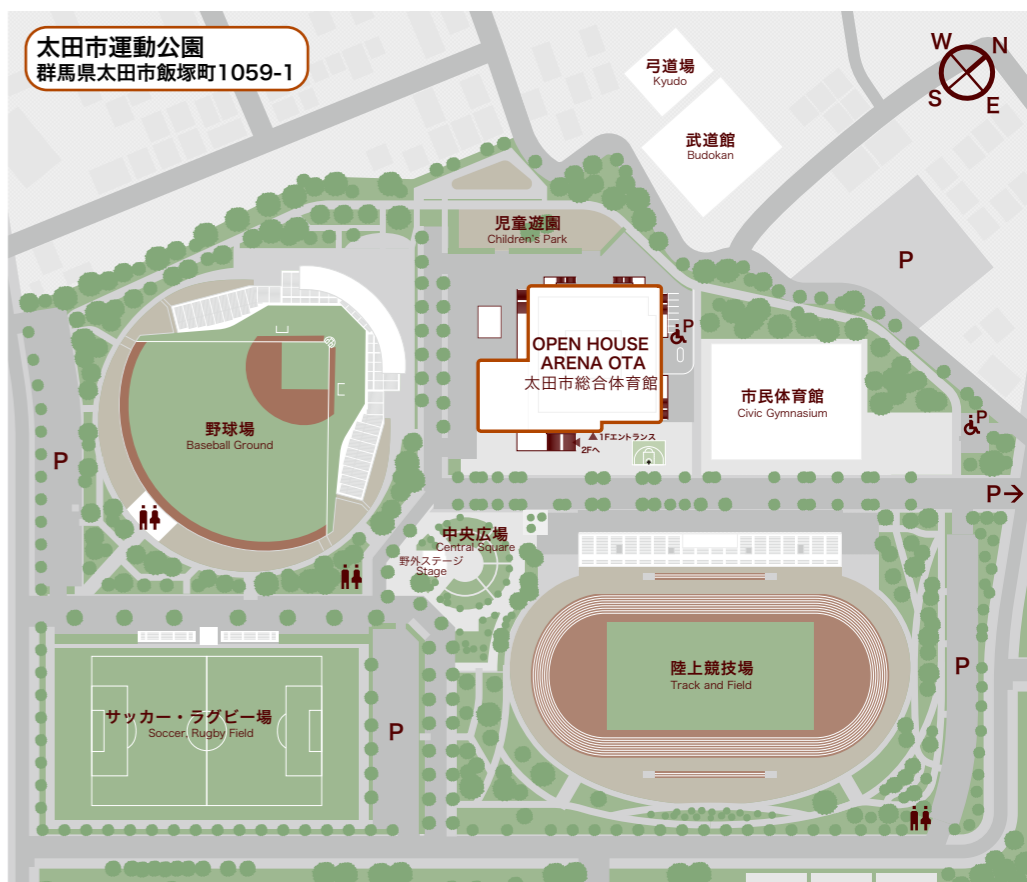 太田市運動公園
群馬県太田市飯塚町1059-1
W
N
S
E
弓道場
Kyudo
武道館
Budokan
児童遊園
Children's Park
P
OPEN HOUSE
ARENA OTA
太田市総合体育館
P
市民体育館
Civic Gymnasium
P
野球場
Baseball Ground
P
▲1Fエントランス
◀2Fへ
P→
中央広場
Central Square
野外ステージ
Stage
陸上競技場
Track and Field
P
サッカー・ラグビー場
Soccer, Rugby Field
P